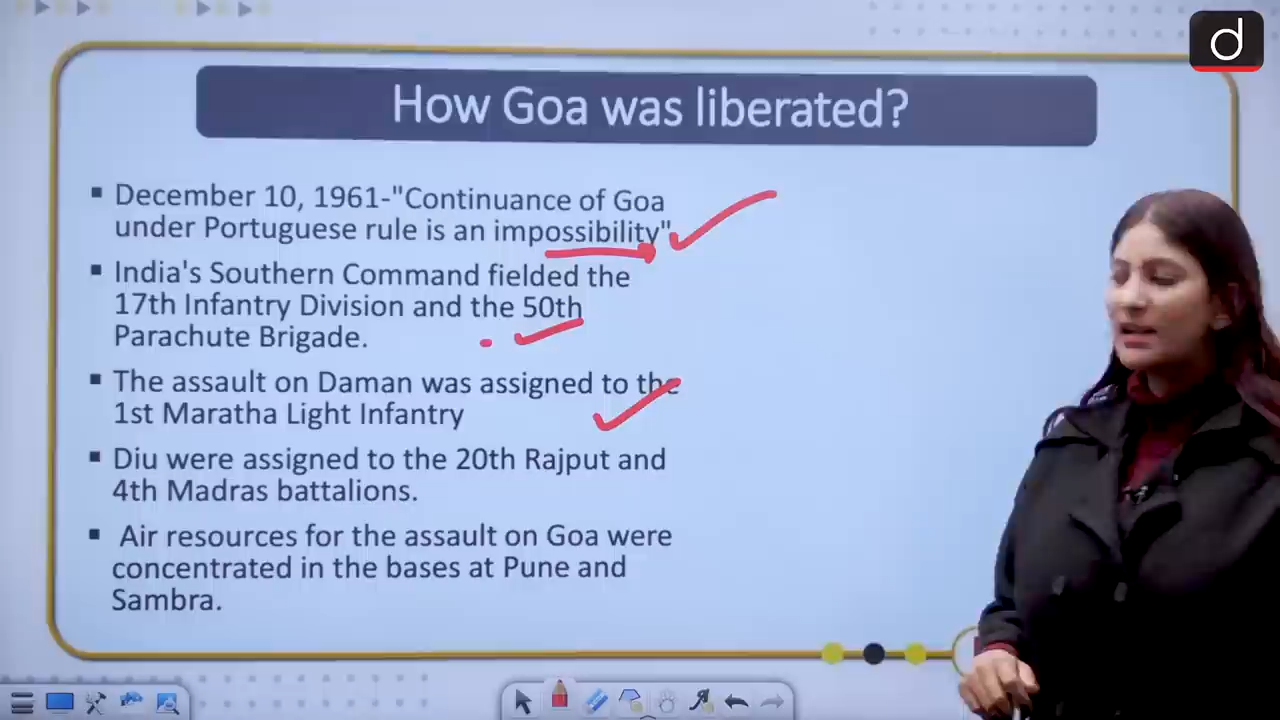 d
How Goa was liberated?
▪ December 10, 1961-"Continuance of Goa
under Portuguese rule is an impossibility"
▪ India's Southern Command fielded the
17th Infantry Division and the 50th
Parachute Brigade.
▪ The assault on Daman was assigned to the
1st Maratha Light Infantry
▪ Diu were assigned to the 20th Rajput and
4th Madras battalions.
▪ Air resources for the assault on Goa were
concentrated in the bases at Pune and
Sambra.